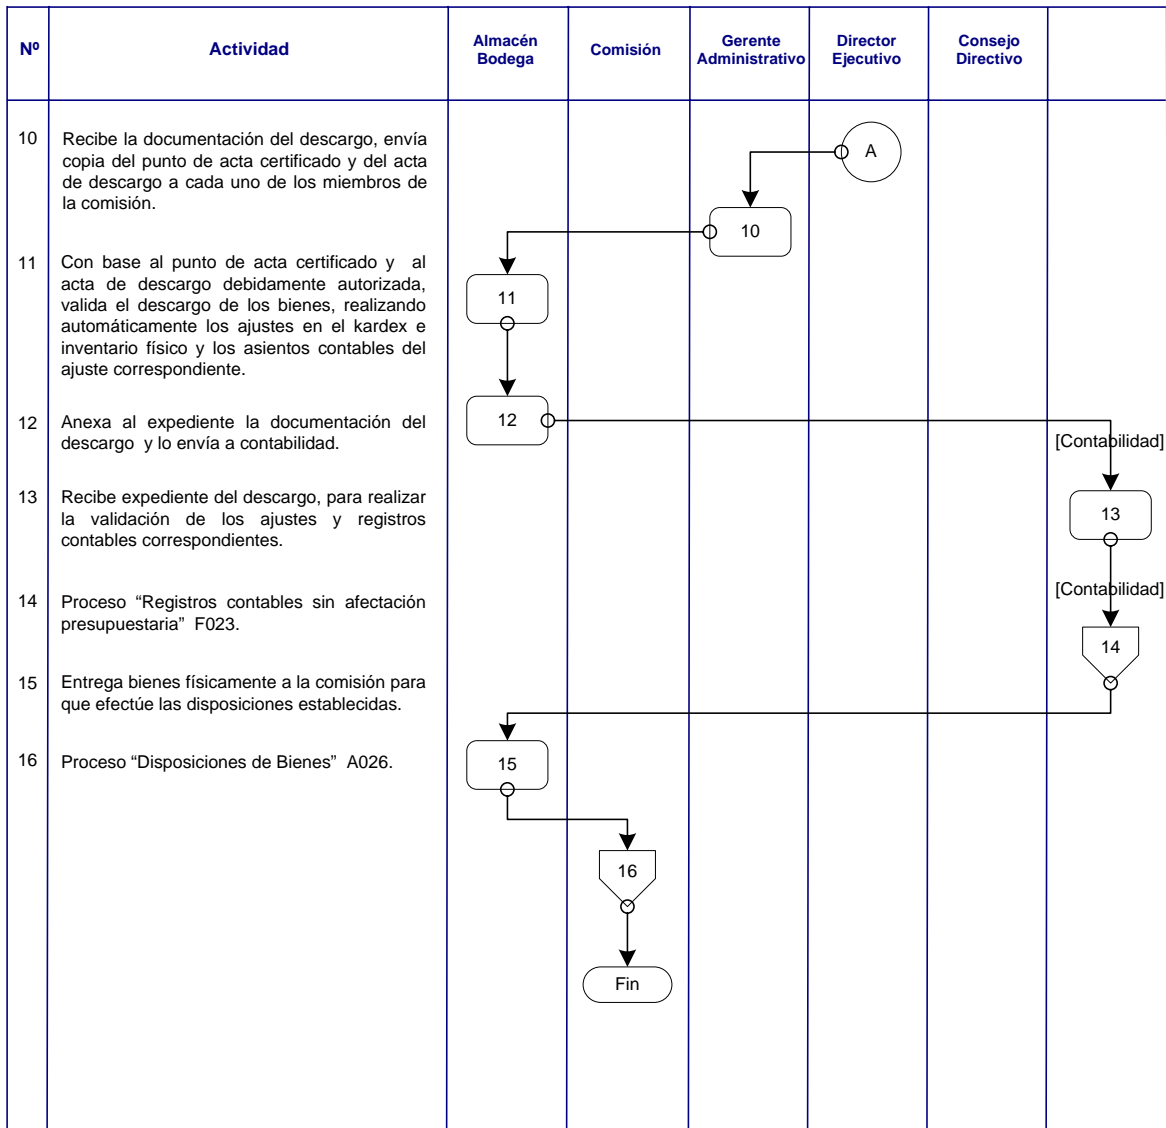 Nº
Actividad
Almacén
Bodega
Comisión
Gerente
Administrativo
Director
Ejecutivo
Consejo
Directivo
10
Recibe la documentación del descargo, envía
copia del punto de acta certificado y del acta
de descargo a cada uno de los miembros de
la comisión.
A
10
11
Con base al punto de acta certificado y al
acta de descargo debidamente autorizada,
valida el descargo de los bienes, realizando
automáticamente los ajustes en el kardex e
inventario físico y los asientos contables del
ajuste correspondiente.
11
12
Anexa al expediente la documentación del
descargo y lo envía a contabilidad.
12
[Contabilidad]
13
Recibe expediente del descargo, para realizar
la validación de los ajustes y registros
contables correspondientes.
13
14
Proceso “Registros contables sin afectación
presupuestaria” F023.
[Contabilidad]
14
15
Entrega bienes físicamente a la comisión para
que efectúe las disposiciones establecidas.
16
Proceso “Disposiciones de Bienes” A026.
15
16
Fin